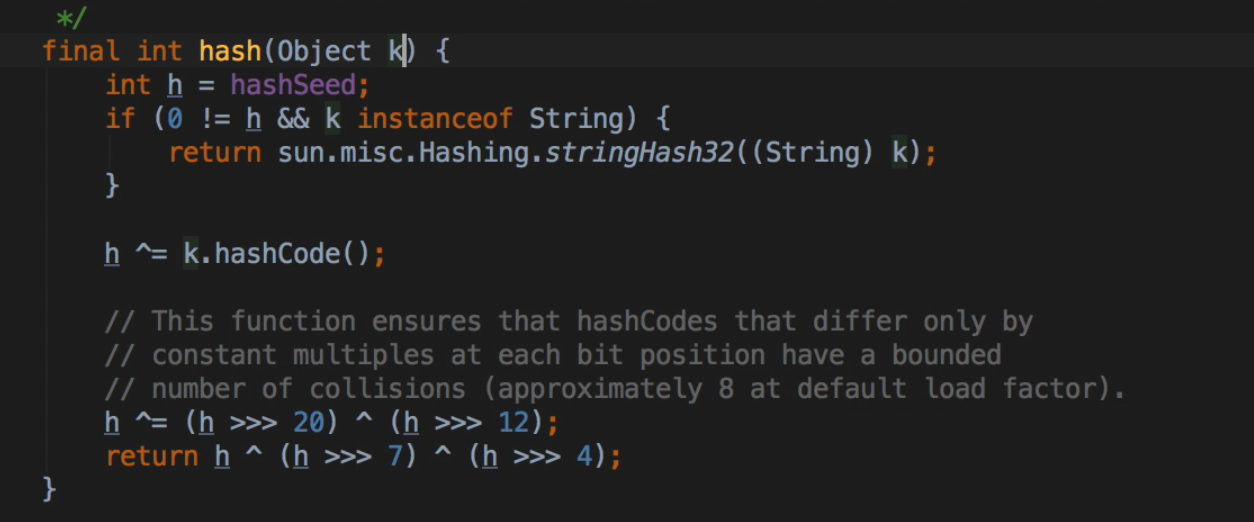 */
final int hash(Object k) {
int h = hashSeed;
if (0 != h && k instanceof String) {
return sun.misc.Hashing.stringHash32((String) k);
}
h ^= k.hashCode();
// This function ensures that hashCodes that differ only by
// constant multiples at each bit position have a bounded
// number of collisions (approximately 8 at default load factor).
h ^= (h >>> 20) ^ (h >>> 12);
return h ^ (h >>> 7) ^ (h >>> 4);
}